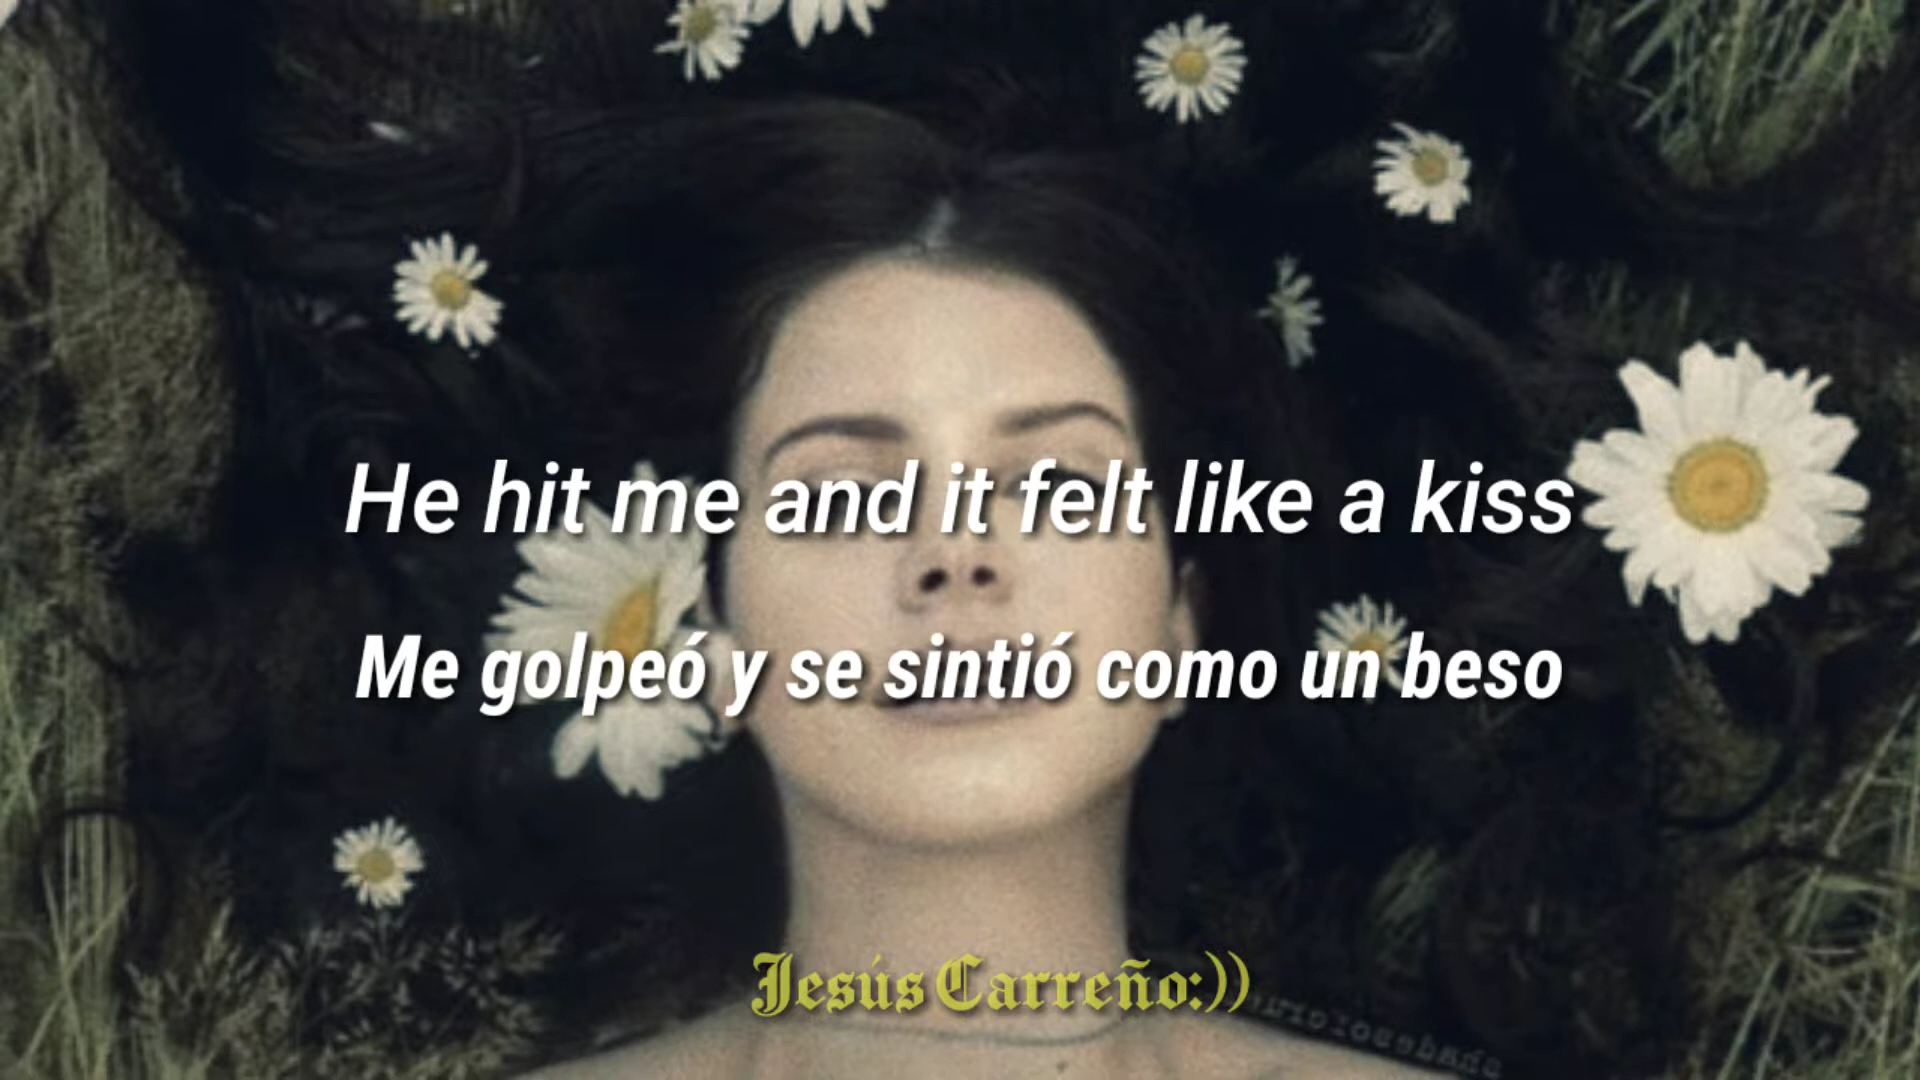 He hit me and it felt like a kiss
Me golpeó y se sintió como un beso
Jesús Carreño:))